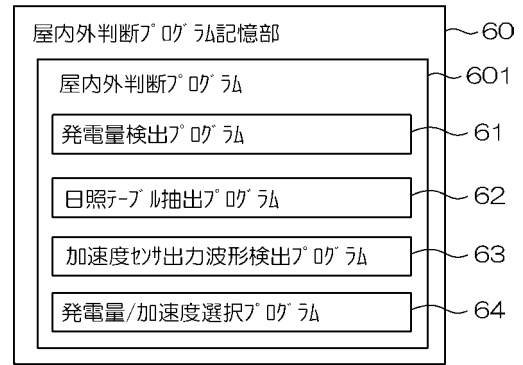 屋内外判断ﾌﾟﾛｸﾞﾗﾑ記憶部 60
屋内外判断ﾌﾟﾛｸﾞﾗﾑ 601
発電量検出ﾌﾟﾛｸﾞﾗﾑ 61
日照ﾃｰﾌﾞﾙ抽出ﾌﾟﾛｸﾞﾗﾑ 62
加速度ｾﾝｻ出力波形検出ﾌﾟﾛｸﾞﾗﾑ 63
発電量/加速度選択ﾌﾟﾛｸﾞﾗﾑ 64